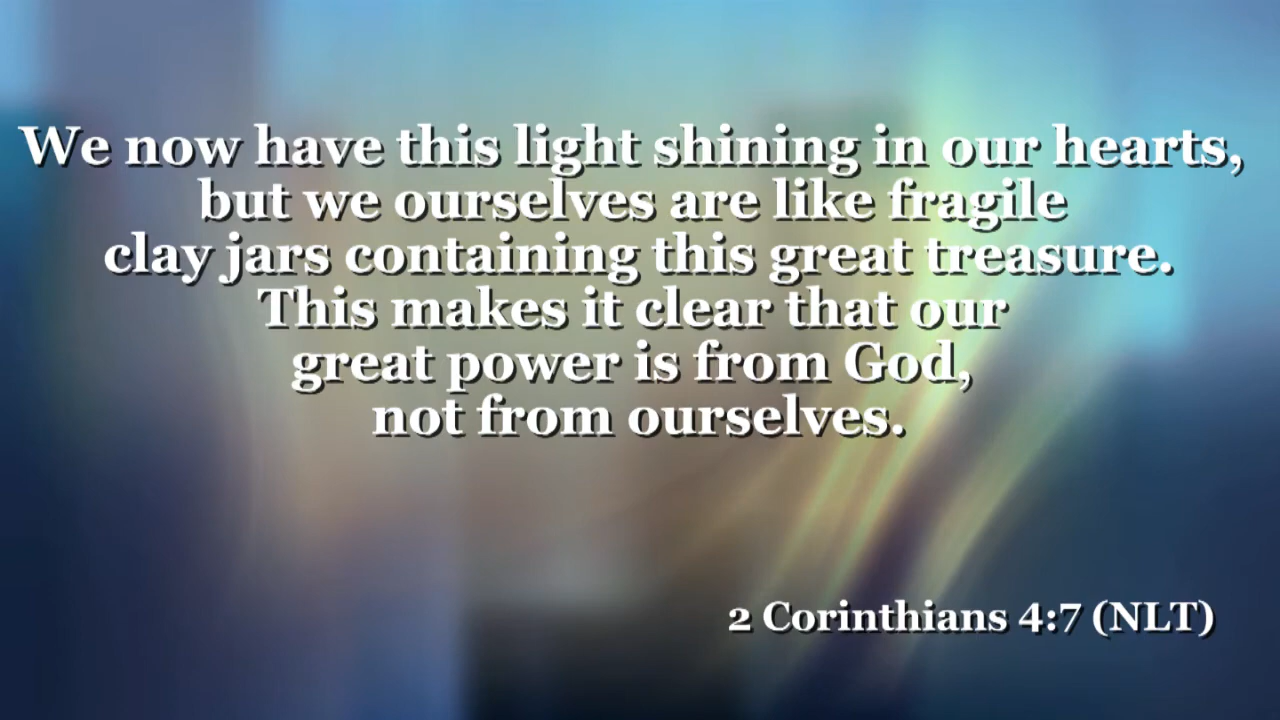 We now have this light shining in our hearts,
but we ourselves are like fragile
clay jars containing this great treasure.
This makes it clear that our
great power is from God,
not from ourselves.
2 Corinthians 4:7 (NLT)